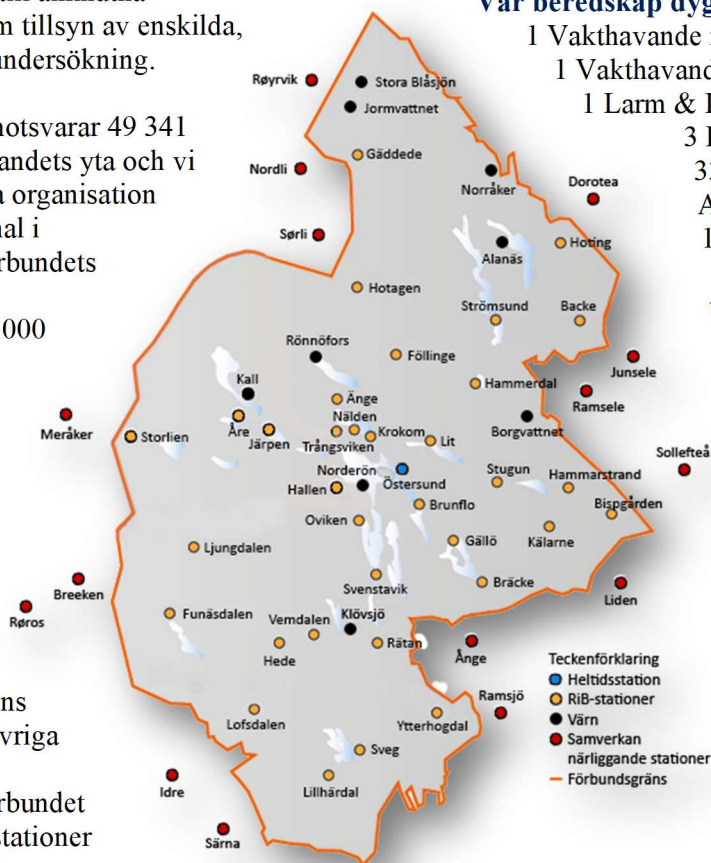 m tillsyn av enskilda,
undersökning.
notsvarar 49 341
andets yta och vi
a organisation
nal i
rbundets
000
ns
vriga
rbundet
stationer
Vår beredskap dyg
1 Vakthavande
1 Vakthavand
1 Larm &
3
33
A
1
Røyrvik
Stora Blåsjön
Jormvattnet
Gäddede
Nordli
Norråker
Dorotea
Sørli
Alanäs
Hoting
Hotagen
Strömsund
Backe
Rönnöfors
Föllinge
Junsele
Kall
Hammerdal
Ramsele
Änge
Meråker
Storlien
Åre
Järpen
Nälden
Trångsviken
Krokom
Lit
Borgvattnet
Sollefteå
Norderön
Östersund
Stugun
Hammarstrand
Hallen
Brunflo
Bispgården
Oviken
Gällö
Kälarne
Ljungdalen
Svenstavik
Bräcke
Breeken
Liden
Røros
Funäsdalen
Vemdalen
Klövsjö
Hede
Rätan
Ånge
Ramsjö
Lofsdalen
Ytterhogdal
Sveg
Idre
Lillhärdal
Särna
Teckenförklaring
Heltidsstation
RiB-stationer
Värn
Samverkan
närliggande stationer
Förbundsgräns